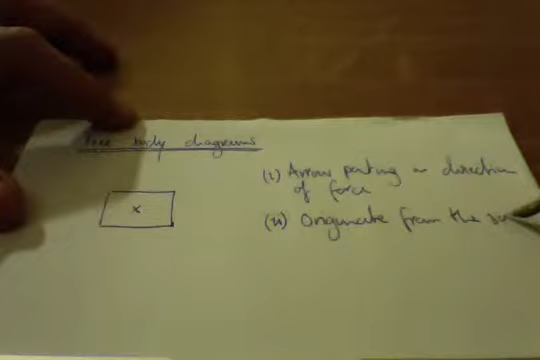 Free body diagrams
(i) Arrow pointing in direction
of force
x
(ii) Originate from the